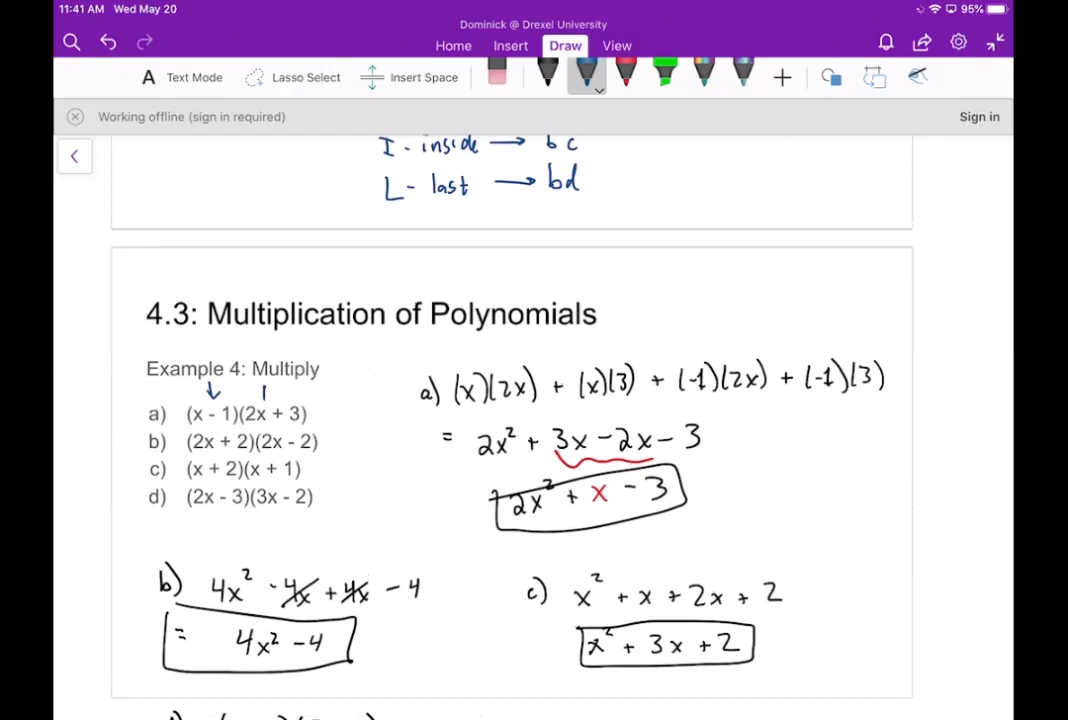 11:41 AM Wed May 20
95%
Dominick @ Drexel University
Home Insert Draw View
A Text Mode Lasso Select Insert Space
Working offline (sign in required) Sign in
I - inside → bc
L - last → bd
4.3: Multiplication of Polynomials
Example 4: Multiply
a) (x - 1)(2x + 3)
b) (2x + 2)(2x - 2)
c) (x + 2)(x + 1)
d) (2x - 3)(3x - 2)
a) (x)(2x) + (x)(3) + (-1)(2x) + (-1)(3)
= 2x² + 3x - 2x - 3
2x² + x - 3
b) 4x² - 4x + 4x - 4
= 4x² - 4
c) x² + x + 2x + 2
x² + 3x + 2